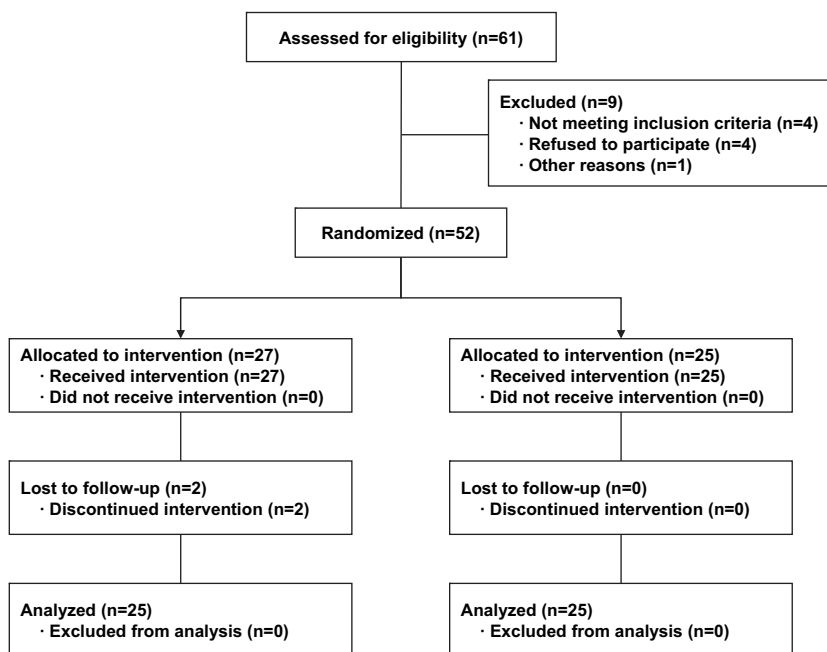 Assessed for eligibility (n=61)
Excluded (n=9)
· Not meeting inclusion criteria (n=4)
· Refused to participate (n=4)
· Other reasons (n=1)
Randomized (n=52)
Allocated to intervention (n=27)
· Received intervention (n=27)
· Did not receive intervention (n=0)
Allocated to intervention (n=25)
· Received intervention (n=25)
· Did not receive intervention (n=0)
Lost to follow-up (n=2)
· Discontinued intervention (n=2)
Lost to follow-up (n=0)
· Discontinued intervention (n=0)
Analyzed (n=25)
· Excluded from analysis (n=0)
Analyzed (n=25)
· Excluded from analysis (n=0)